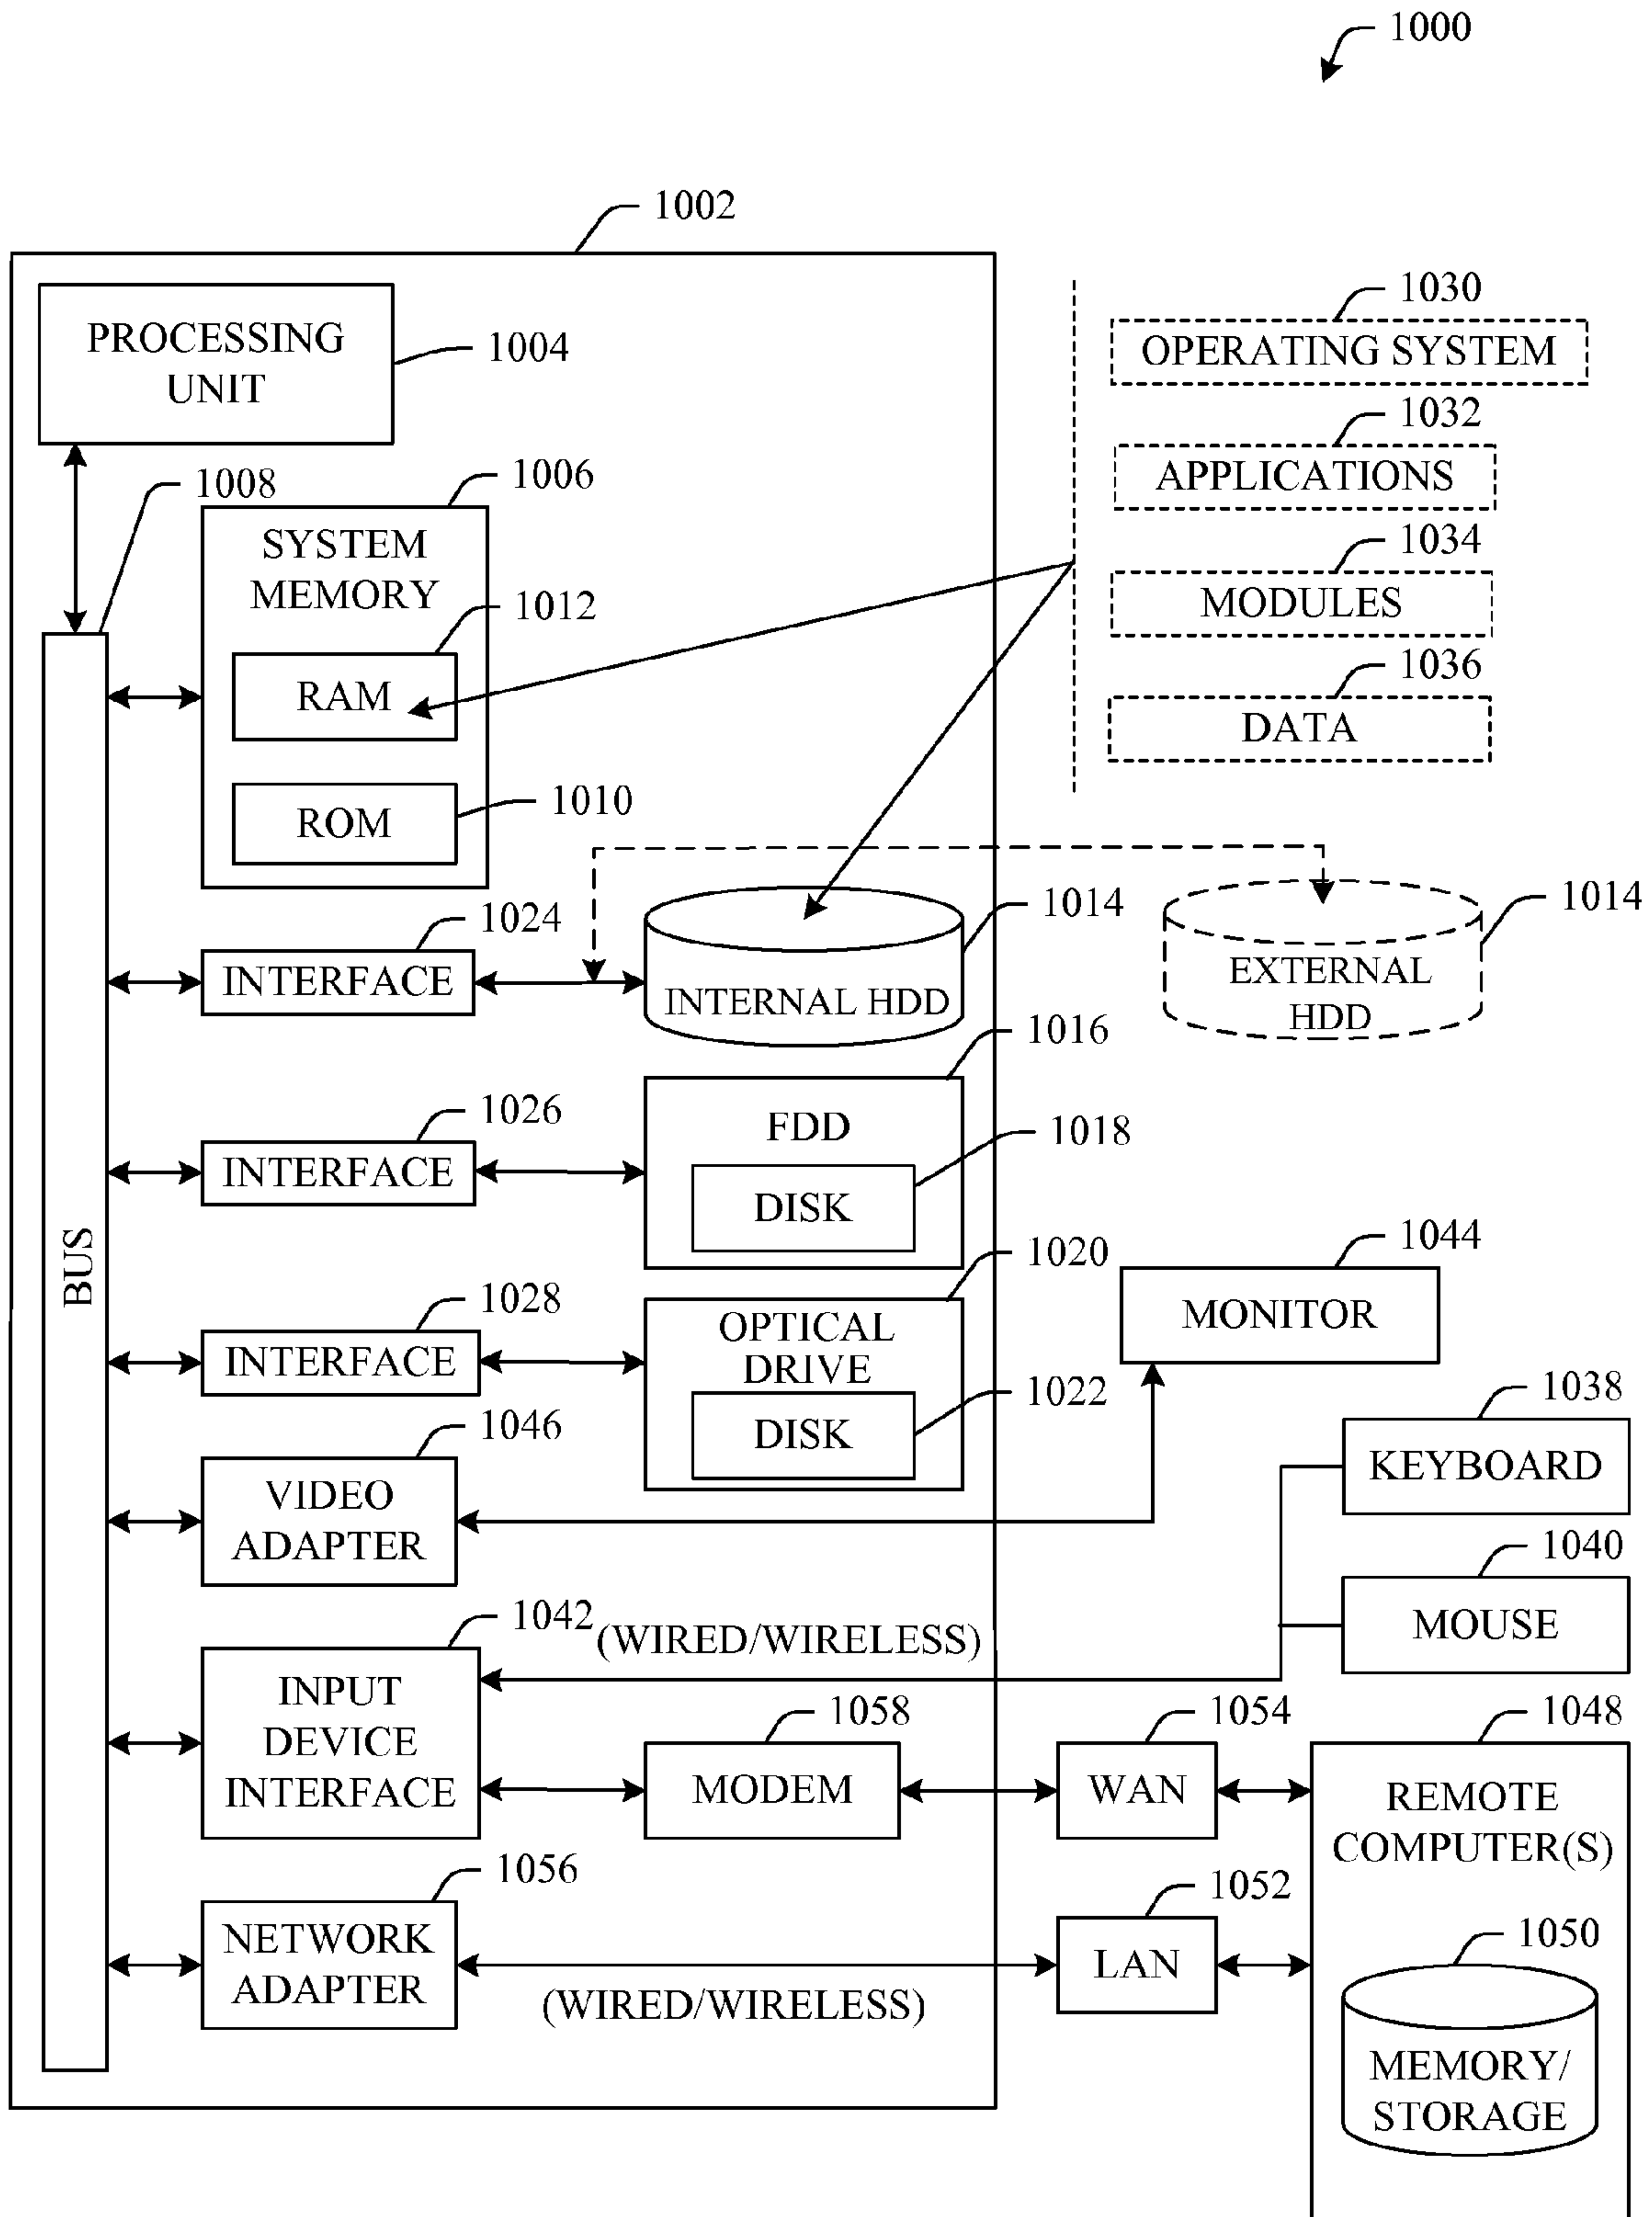 1000
1002
PROCESSING
UNIT
1004
1030
OPERATING SYSTEM
1032
APPLICATIONS
1034
MODULES
1036
DATA
1008
1006
SYSTEM
MEMORY
1012
RAM
1010
ROM
1024
INTERFACE
1014
INTERNAL HDD
1014
EXTERNAL
HDD
1016
1026
INTERFACE
FDD
1018
DISK
BUS
1020
1028
INTERFACE
OPTICAL
DRIVE
1022
DISK
1044
MONITOR
1038
KEYBOARD
1046
VIDEO
ADAPTER
1040
MOUSE
1042
(WIRED/WIRELESS)
INPUT
DEVICE
INTERFACE
1058
MODEM
1054
WAN
1048
REMOTE
COMPUTER(S)
1056
NETWORK
ADAPTER
(WIRED/WIRELESS)
1052
LAN
1050
MEMORY/
STORAGE